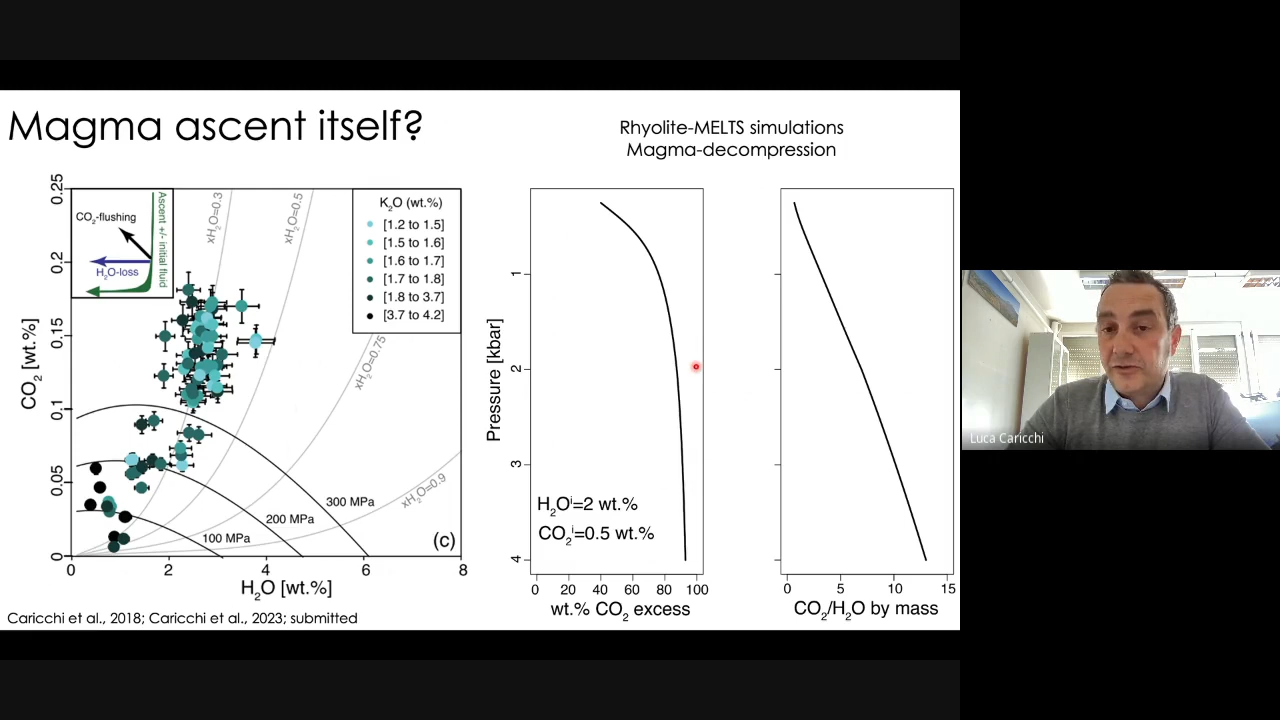 Magma ascent itself?
Rhyolite-MELTS simulations
Magma-decompression
CO2 [wt.%]
0
0.05
0.1
0.15
0.2
0.25
CO2-flushing
H2O-loss
Ascent +/- initial fluid
xH2O=0.3
xH2O=0.5
xH2O=0.75
xH2O=0.9
K2O (wt.%)
[1.2 to 1.5]
[1.5 to 1.6]
[1.6 to 1.7]
[1.7 to 1.8]
[1.8 to 3.7]
[3.7 to 4.2]
300 MPa
200 MPa
100 MPa
(c)
0 2 4 6 8
H2O [wt.%]
Pressure [kbar]
1
2
3
4
H2Oi=2 wt.%
CO2i=0.5 wt.%
0 20 40 60 80 100
wt.% CO2 excess
0 5 10 15
CO2/H2O by mass
Caricchi et al., 2018; Caricchi et al., 2023; submitted
Luca Caricchi